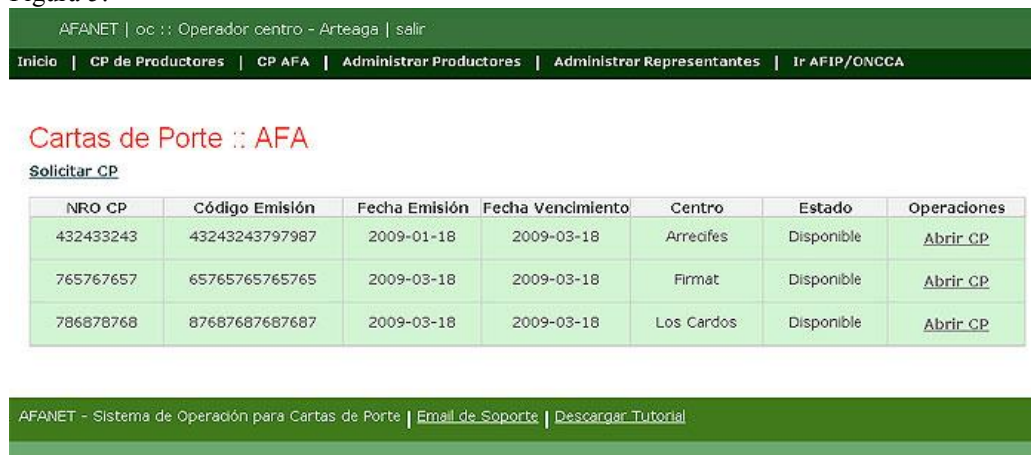 AFANET | oc :: Operador centro - Arteaga | salir
Inicio | CP de Productores | CP AFA | Administrar Productores | Administrar Representantes | Ir AFIP/ONCCA
Cartas de Porte :: AFA
Solicitar CP
NRO CP Código Emisión Fecha Emisión Fecha Vencimiento Centro Estado Operaciones
432433243 43243243797987 2009-01-18 2009-03-18 Arrecifes Disponible Abrir CP
765767657 65765765765765 2009-03-18 2009-03-18 Firmat Disponible Abrir CP
786878768 87687687687687 2009-03-18 2009-03-18 Los Cardos Disponible Abrir CP
AFANET - Sistema de Operación para Cartas de Porte | Email de Soporte | Descargar Tutorial